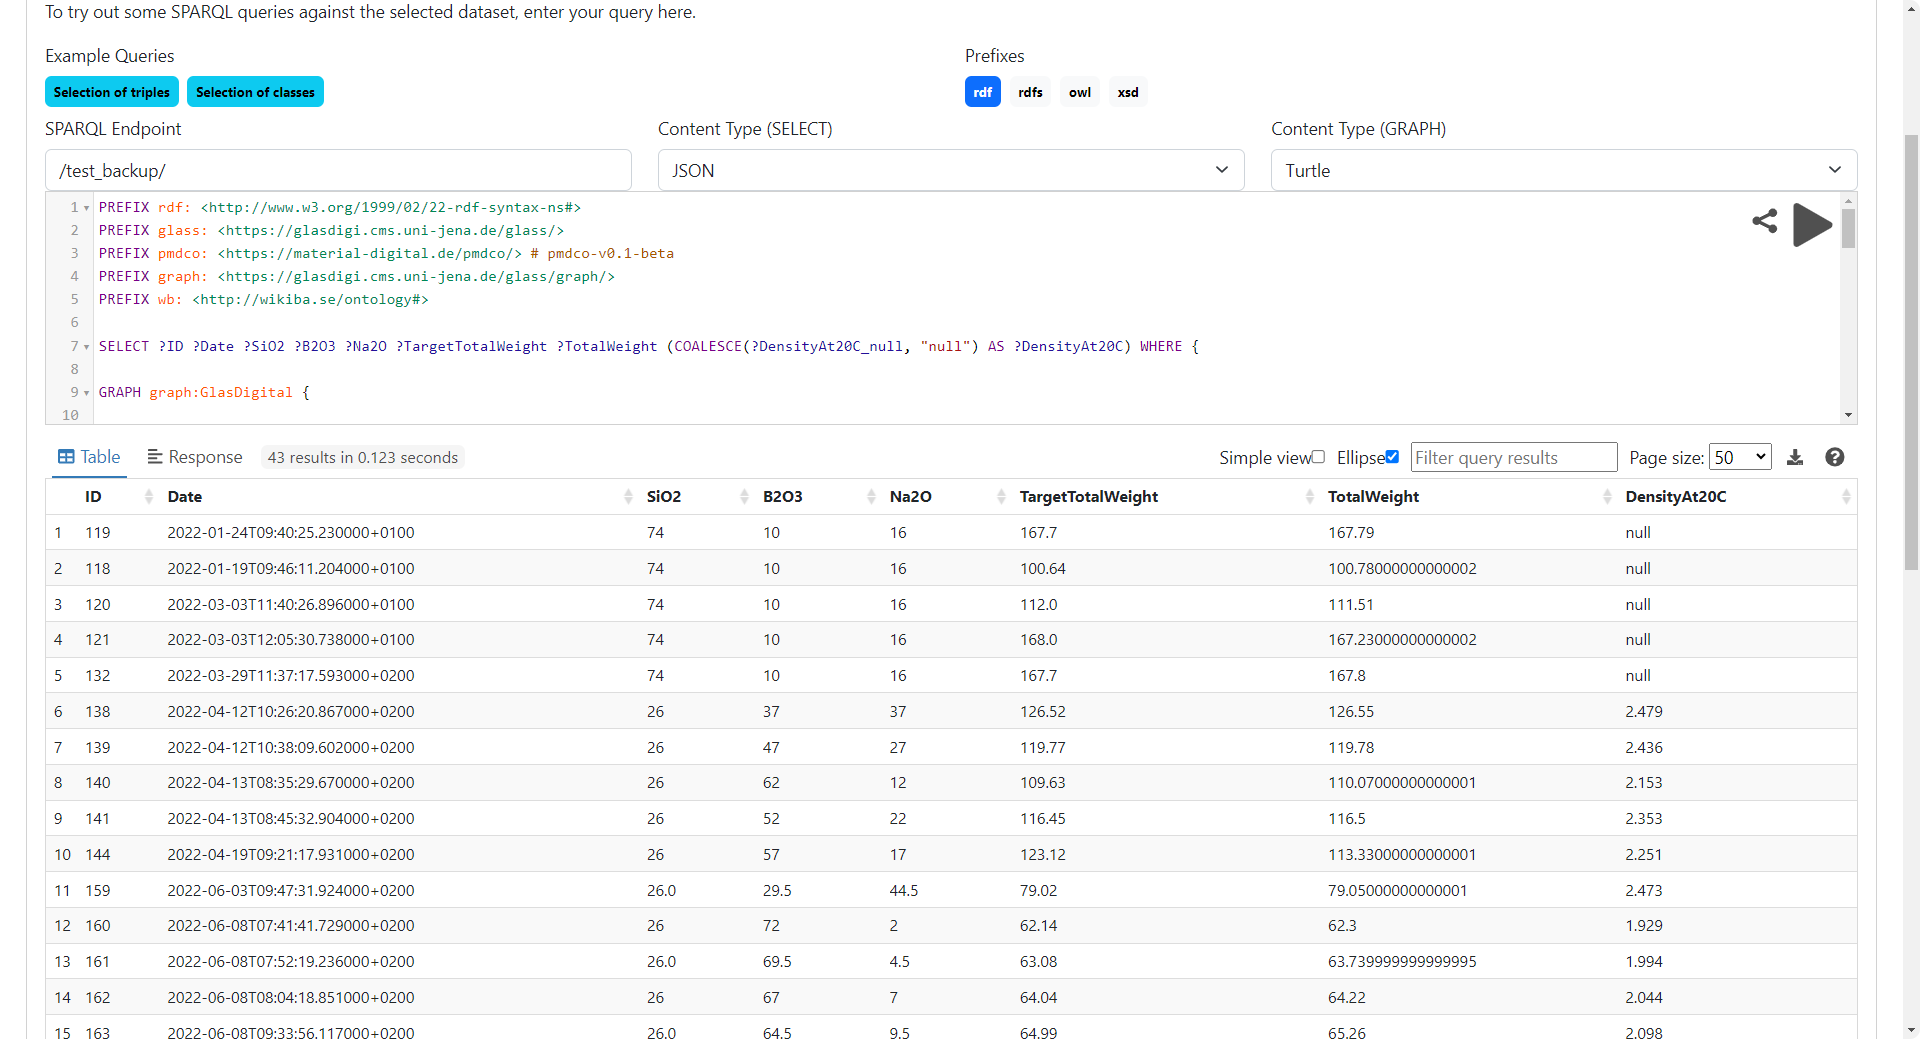 To try out some SPARQL queries against the selected dataset, enter your query here.
Example Queries
Prefixes
Selection of triples
Selection of classes
rdf
rdfs
owl
xsd
SPARQL Endpoint
Content Type (SELECT)
Content Type (GRAPH)
/test_backup/
JSON
Turtle
1 PREFIX rdf: <http://www.w3.org/1999/02/22-rdf-syntax-ns#>
2 PREFIX glass: <https://glasdigi.cms.uni-jena.de/glass/>
3 PREFIX pmdco: <https://material-digital.de/pmdco/> # pmdco-v0.1-beta
4 PREFIX graph: <https://glasdigi.cms.uni-jena.de/glass/graph/>
5 PREFIX wb: <http://wikiba.se/ontology#>
6
7 SELECT ?ID ?Date ?SiO2 ?B2O3 ?Na2O ?TargetTotalWeight ?TotalWeight (COALESCE(?DensityAt20C_null, "null") AS ?DensityAt20C) WHERE {
8
9 GRAPH graph:GlasDigital {
10
Table Response 43 results in 0.123 seconds Simple view Ellipse Filter query results Page size: 50
ID Date SiO2 B2O3 Na2O TargetTotalWeight TotalWeight DensityAt20C
1 119 2022-01-24T09:40:25.230000+0100 74 10 16 167.7 167.79 null
2 118 2022-01-19T09:46:11.204000+0100 74 10 16 100.64 100.78000000000002 null
3 120 2022-03-03T11:40:26.896000+0100 74 10 16 112.0 111.51 null
4 121 2022-03-03T12:05:30.738000+0100 74 10 16 168.0 167.23000000000002 null
5 132 2022-03-29T11:37:17.593000+0200 74 10 16 167.7 167.8 null
6 138 2022-04-12T10:26:20.867000+0200 26 37 37 126.52 126.55 2.479
7 139 2022-04-12T10:38:09.602000+0200 26 47 27 119.77 119.78 2.436
8 140 2022-04-13T08:35:29.670000+0200 26 62 12 109.63 110.07000000000001 2.153
9 141 2022-04-13T08:45:32.904000+0200 26 52 22 116.45 116.5 2.353
10 144 2022-04-19T09:21:17.931000+0200 26 57 17 123.12 113.33000000000001 2.251
11 159 2022-06-03T09:47:31.924000+0200 26.0 29.5 44.5 79.02 79.05000000000001 2.473
12 160 2022-06-08T07:41:41.729000+0200 26 72 2 62.14 62.3 1.929
13 161 2022-06-08T07:52:19.236000+0200 26.0 69.5 4.5 63.08 63.739999999999995 1.994
14 162 2022-06-08T08:04:18.851000+0200 26 67 7 64.04 64.22 2.044
15 163 2022-06-08T09:33:56.117000+0200 26.0 64.5 9.5 64.99 65.26 2.098